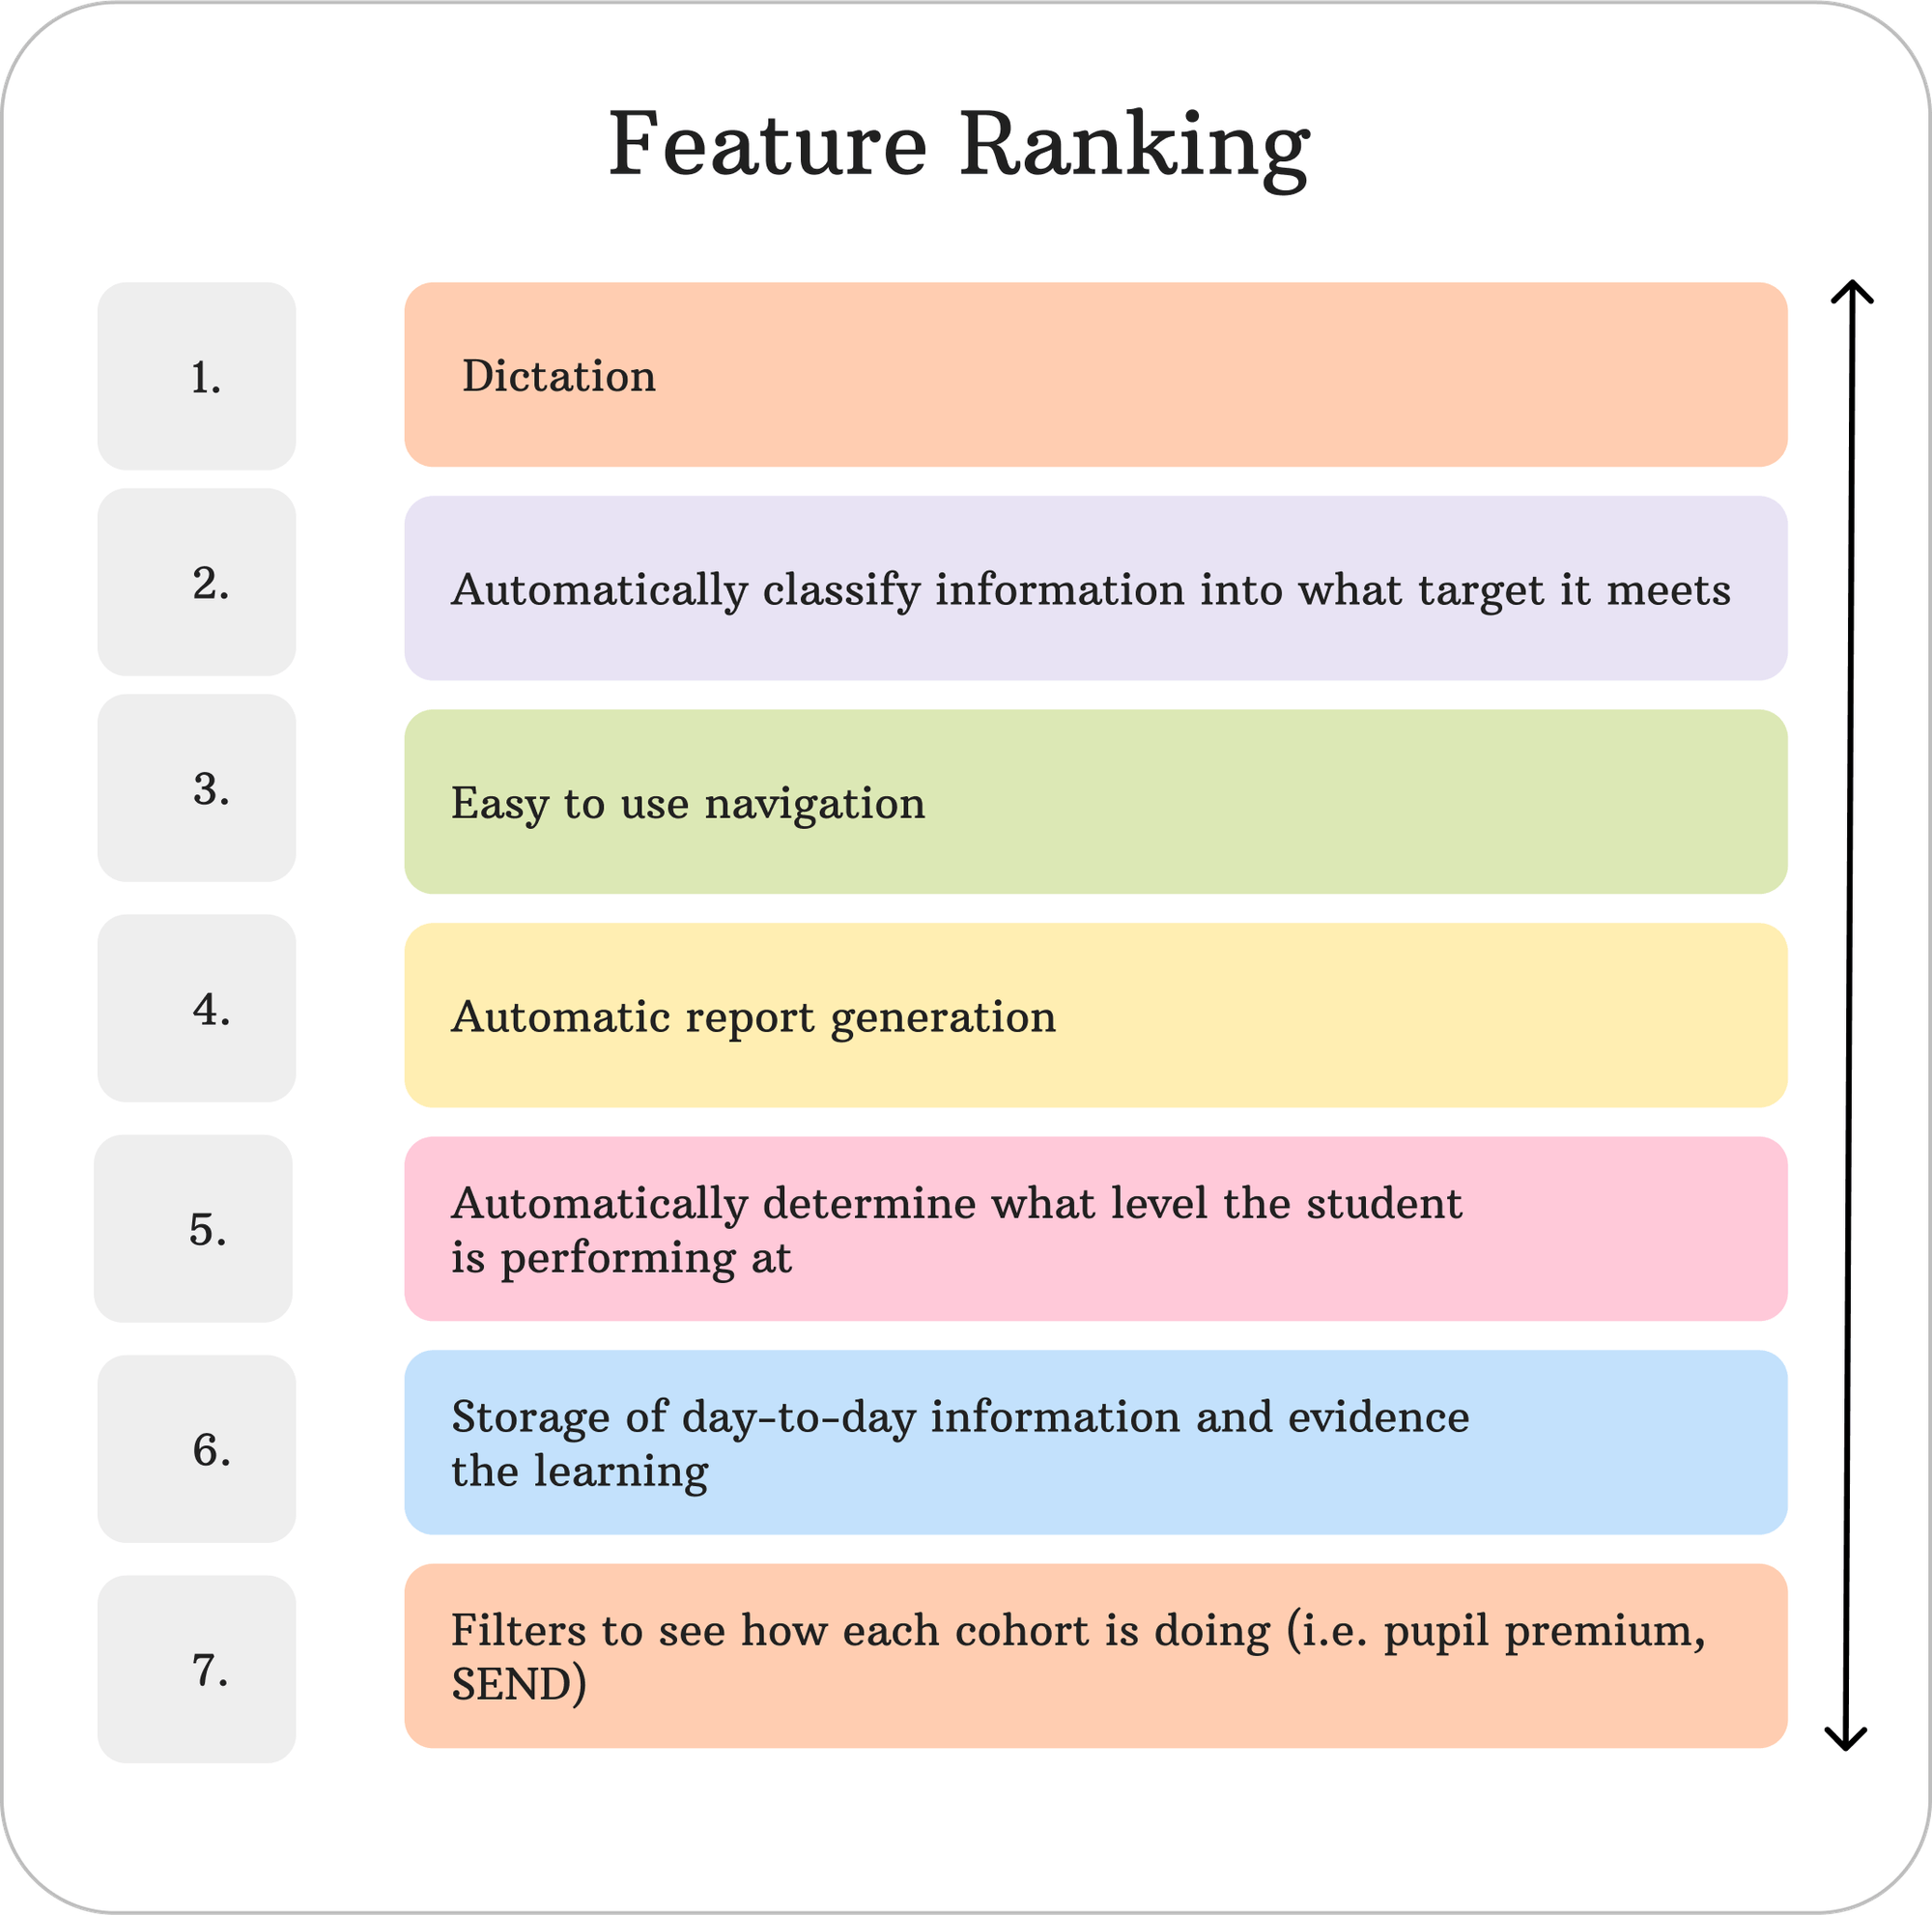 Feature Ranking
1.
Dictation
2.
Automatically classify information into what target it meets
3.
Easy to use navigation
4.
Automatic report generation
5.
Automatically determine what level the student
is performing at
6.
Storage of day-to-day information and evidence
the learning
7.
Filters to see how each cohort is doing (i.e. pupil premium,
SEND)